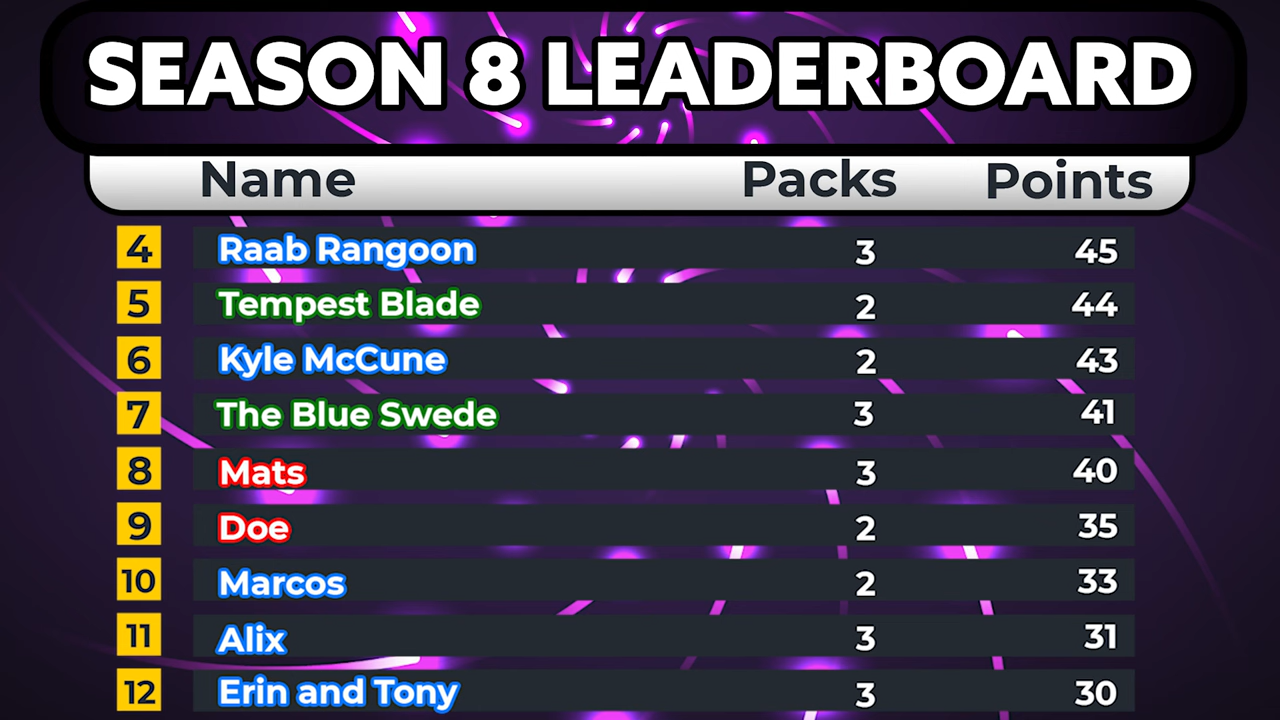 SEASON 8 LEADERBOARD
Name Packs Points
4 Raab Rangoon 3 45
5 Tempest Blade 2 44
6 Kyle McCune 2 43
7 The Blue Swede 3 41
8 Mats 3 40
9 Doe 2 35
10 Marcos 2 33
11 Alix 3 31
12 Erin and Tony 3 30